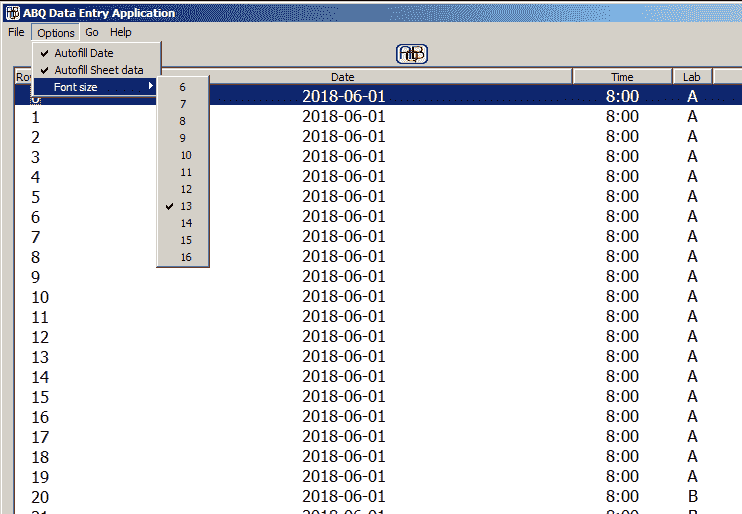 ABQ Data Entry Application
File Options Go Help
Autofill Date
Autofill Sheet data
Font size
6
7
8
9
10
11
12
13
14
15
16
ABQ
Date Time Lab
0 2018-06-01 8:00 A
1 2018-06-01 8:00 A
2 2018-06-01 8:00 A
3 2018-06-01 8:00 A
4 2018-06-01 8:00 A
5 2018-06-01 8:00 A
6 2018-06-01 8:00 A
7 2018-06-01 8:00 A
8 2018-06-01 8:00 A
9 2018-06-01 8:00 A
10 2018-06-01 8:00 A
11 2018-06-01 8:00 A
12 2018-06-01 8:00 A
13 2018-06-01 8:00 A
14 2018-06-01 8:00 A
15 2018-06-01 8:00 A
16 2018-06-01 8:00 A
17 2018-06-01 8:00 A
18 2018-06-01 8:00 A
19 2018-06-01 8:00 A
20 2018-06-01 8:00 B